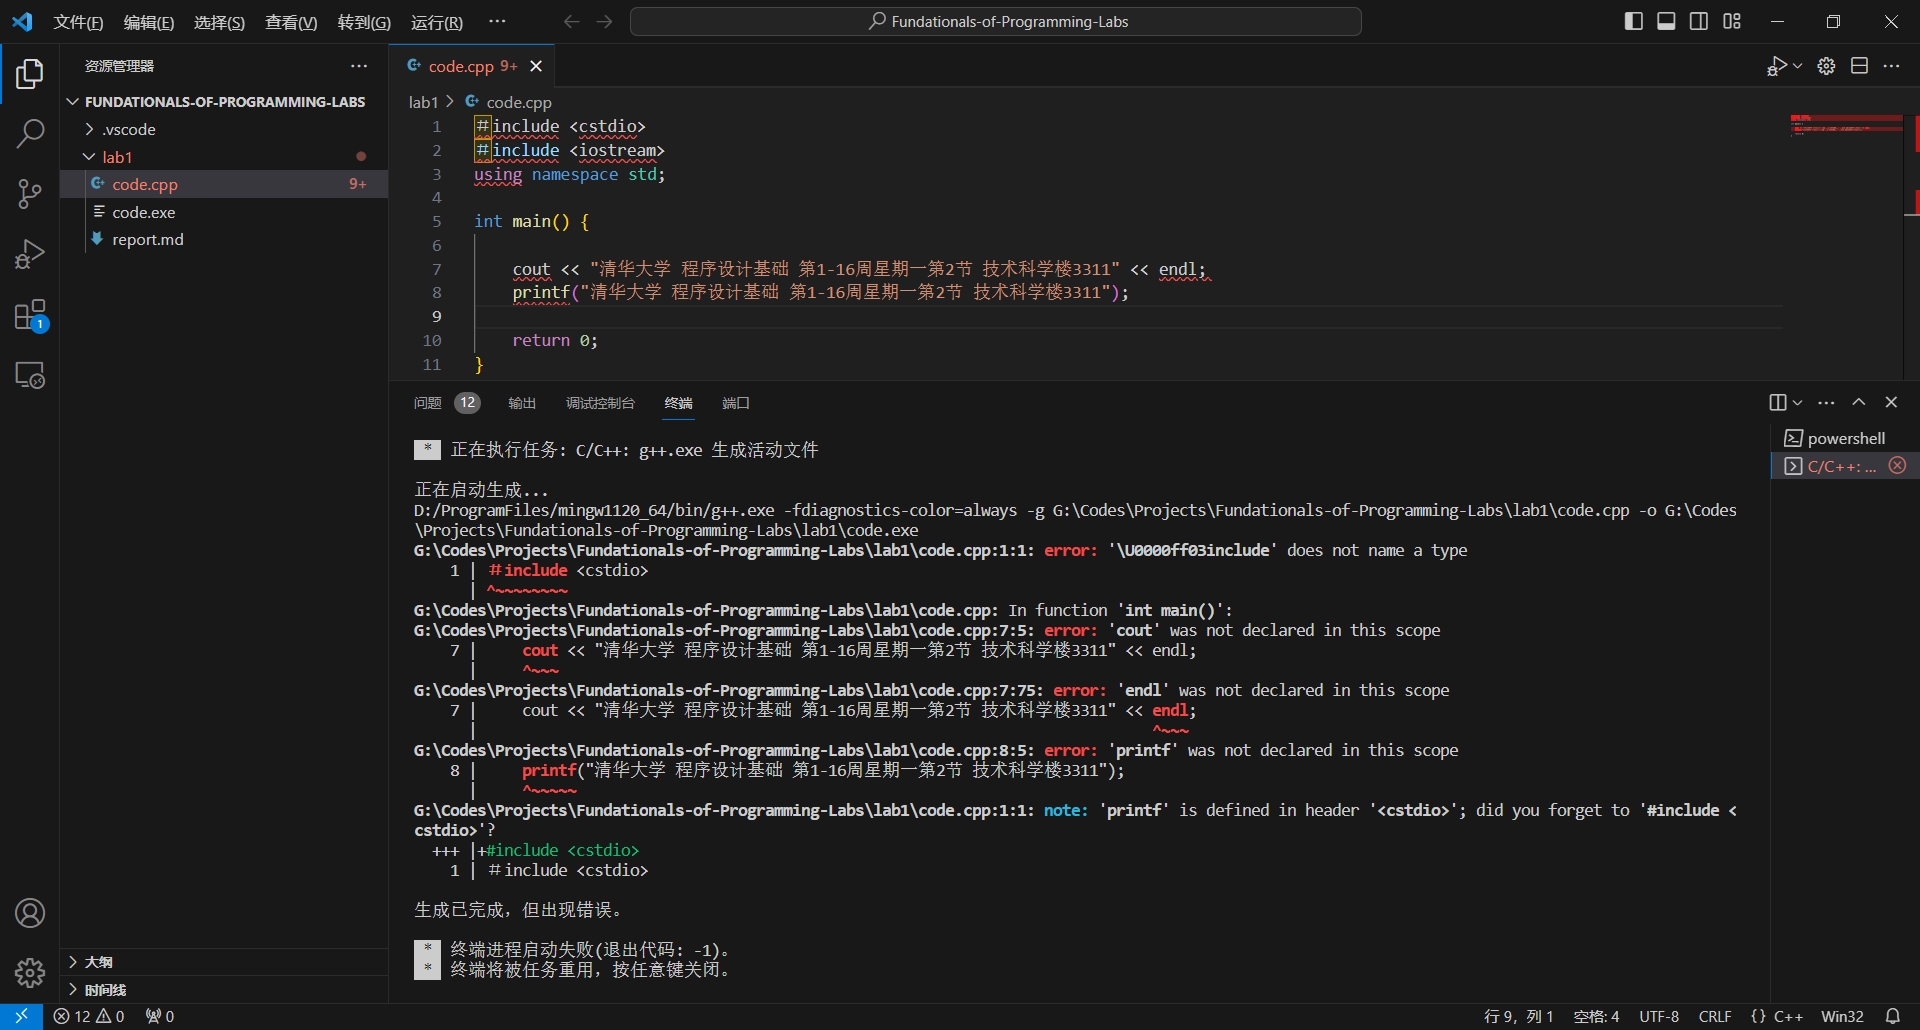 文件(F) 编辑(E) 选择(S) 查看(V) 转到(G) 运行(R) ··· Fundationals-of-Programming-Labs
资源管理器 ···
FUNDATIONALS-OF-PROGRAMMING-LABS
.vscode
lab1
code.cpp 9+
code.exe
report.md
大纲
时间线
1
code.cpp 9+
lab1 > code.cpp
1 ＃include <cstdio>
2 ＃include <iostream>
3 using namespace std;
4
5 int main() {
6
7 cout << "清华大学 程序设计基础 第1-16周星期一第2节 技术科学楼3311" << endl;
8 printf("清华大学 程序设计基础 第1-16周星期一第2节 技术科学楼3311");
9
10 return 0;
11 }
问题 12 输出 调试控制台 终端 端口
* 正在执行任务: C/C++: g++.exe 生成活动文件
正在启动生成...
D:/ProgramFiles/mingw1120_64/bin/g++.exe -fdiagnostics-color=always -g G:\Codes\Projects\Fundationals-of-Programming-Labs\lab1\code.cpp -o G:\Codes
\Projects\Fundationals-of-Programming-Labs\lab1\code.exe
G:\Codes\Projects\Fundationals-of-Programming-Labs\lab1\code.cpp:1:1: error: '\U0000ff03include' does not name a type
1 | ＃include <cstdio>
| ^~~~~~~~~
G:\Codes\Projects\Fundationals-of-Programming-Labs\lab1\code.cpp: In function 'int main()':
G:\Codes\Projects\Fundationals-of-Programming-Labs\lab1\code.cpp:7:5: error: 'cout' was not declared in this scope
7 | cout << "清华大学 程序设计基础 第1-16周星期一第2节 技术科学楼3311" << endl;
| ^~~~
G:\Codes\Projects\Fundationals-of-Programming-Labs\lab1\code.cpp:7:75: error: 'endl' was not declared in this scope
7 | cout << "清华大学 程序设计基础 第1-16周星期一第2节 技术科学楼3311" << endl;
| ^~~~
G:\Codes\Projects\Fundationals-of-Programming-Labs\lab1\code.cpp:8:5: error: 'printf' was not declared in this scope
8 | printf("清华大学 程序设计基础 第1-16周星期一第2节 技术科学楼3311");
| ^~~~~~
G:\Codes\Projects\Fundationals-of-Programming-Labs\lab1\code.cpp:1:1: note: 'printf' is defined in header '<cstdio>'; did you forget to '#include <
cstdio>'?
+++ |+#include <cstdio>
1 | ＃include <cstdio>
生成已完成，但出现错误。
* 终端进程启动失败(退出代码: -1)。
* 终端将被任务重用，按任意键关闭。
powershell
C/C++: ...
12 0 0 行 9，列 1 空格: 4 UTF-8 CRLF {} C++ Win32